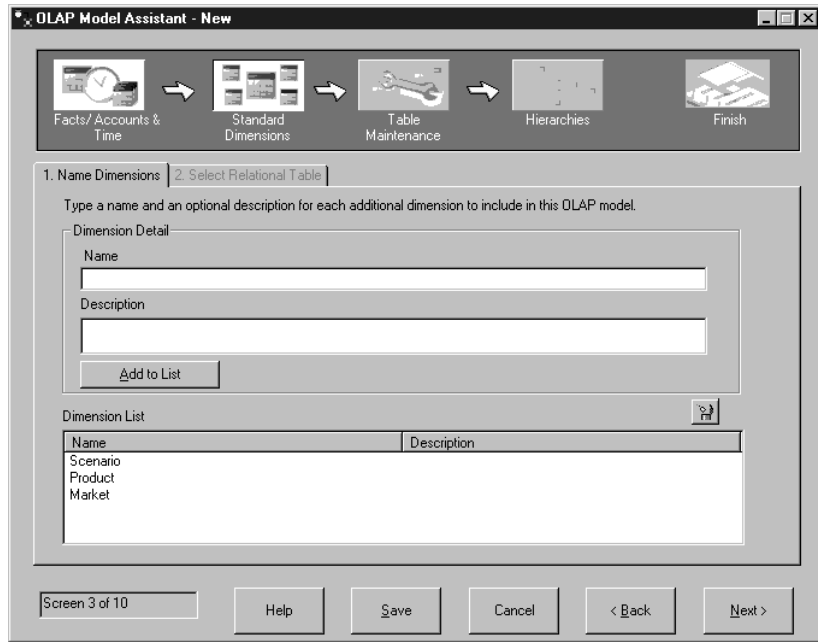 OLAP Model Assistant - New
Facts/ Accounts &
Time
Standard
Dimensions
Table
Maintenance
Hierarchies
Finish
1. Name Dimensions
2. Select Relational Table
Type a name and an optional description for each additional dimension to include in this OLAP model.
Dimension Detail
Name
Description
Add to List
Dimension List
Name Description
Scenario
Product
Market
Screen 3 of 10
Help
Save
Cancel
< Back
Next >